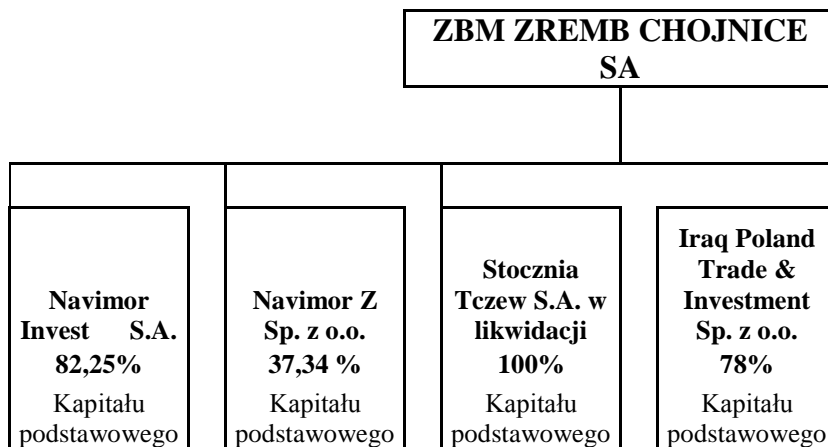 ZBM ZREMB CHOJNICE
SA
Navimor
Invest S.A.
82,25%
Kapitału
podstawowego
Navimor Z
Sp. z o.o.
37,34 %
Kapitału
podstawowego
Stocznia
Tczew S.A. w
likwidacji
100%
Kapitału
podstawowego
Iraq Poland
Trade &
Investment
Sp. z o.o.
78%
Kapitału
podstawowego